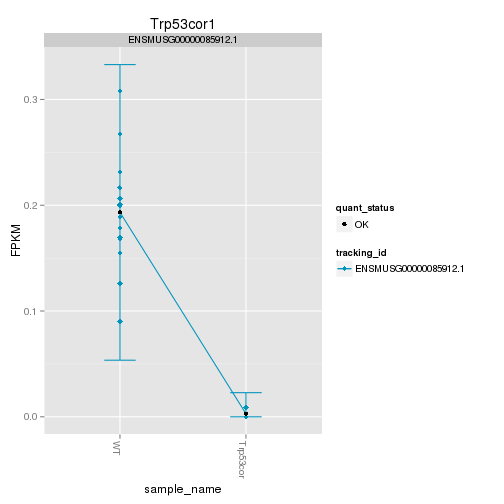 Trp53cor1
ENSMUSG00000085912.1
0.3
0.2
0.1
0.0
FPKM
WT
Trp53cor
sample_name
quant_status
OK
tracking_id
ENSMUSG00000085912.1